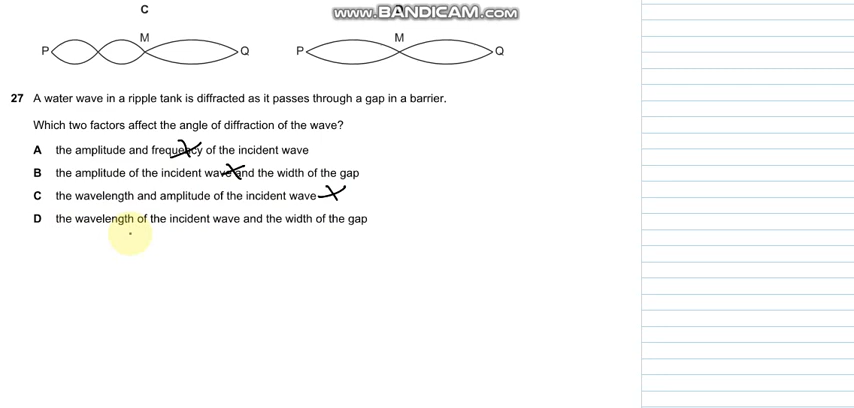 C
www.BANDICAM.com
M
P
Q
M
P
Q
27 A water wave in a ripple tank is diffracted as it passes through a gap in a barrier.
Which two factors affect the angle of diffraction of the wave?
A the amplitude and frequency of the incident wave
B the amplitude of the incident wave and the width of the gap
C the wavelength and amplitude of the incident wave
D the wavelength of the incident wave and the width of the gap